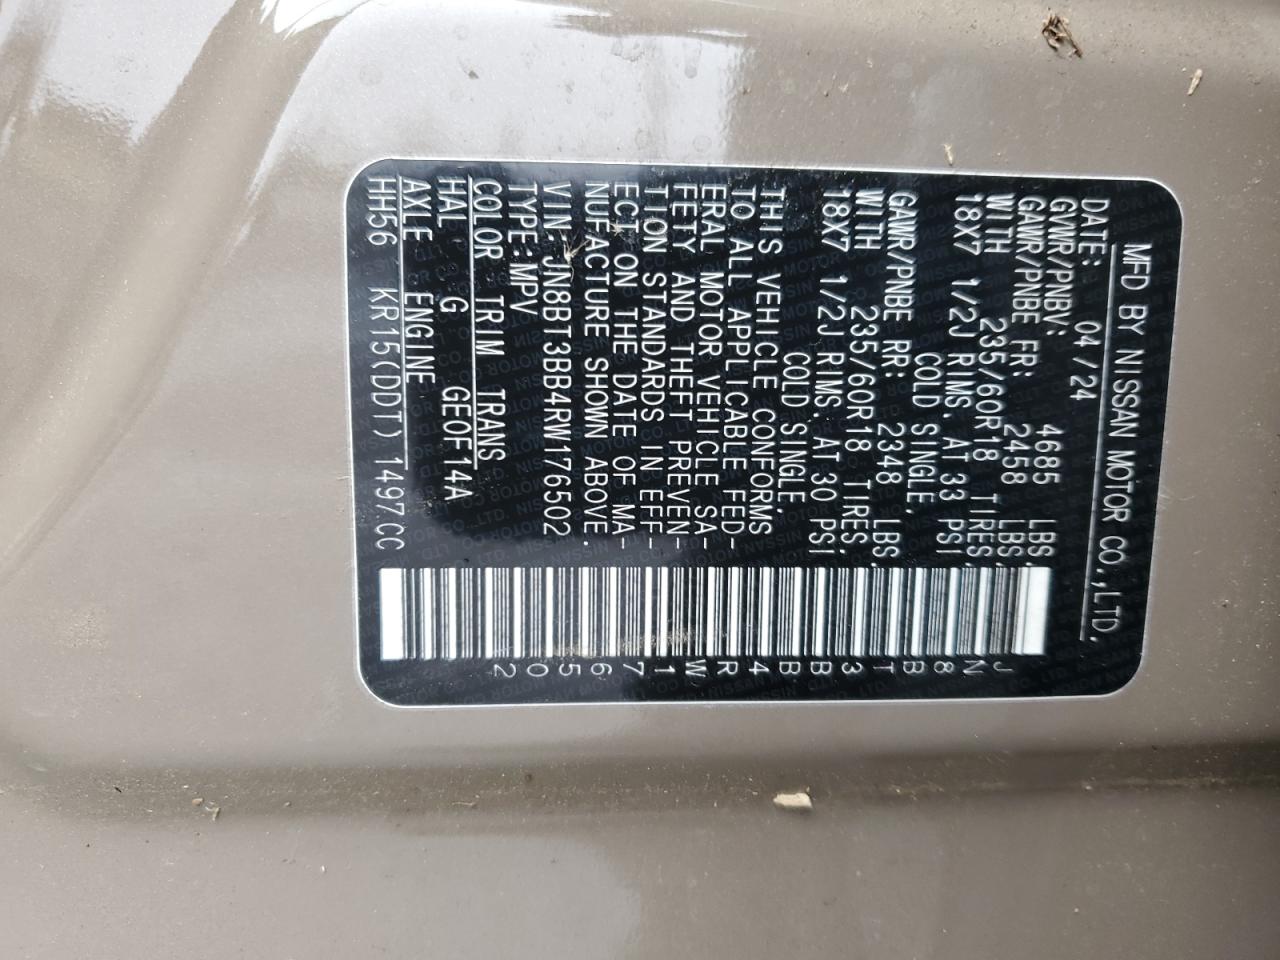 MFD BY NISSAN MOTOR CO.,LTD.
DATE: 04/24
GVWR/PNBV: 4685 LBS.
GAWR/PNBE FR: 2458 LBS.
WITH 235/60R18 TIRES,
18X7 1/2J RIMS. AT 33 PSI
COLD SINGLE.
GAWR/PNBE RR: 2348 LBS.
WITH 235/60R18 TIRES.
18X7 1/2J RIMS. AT 30 PSI
COLD SINGLE.
THIS VEHICLE CONFORMS
TO ALL APPLICABLE FED-
ERAL MOTOR VEHICLE SA-
FETY AND THEFT PREVEN-
TION STANDARDS IN EFF-
ECT ON THE DATE OF MA-
NUFACTURE SHOWN ABOVE.
VIN: JN8BT3BB4RW176502
TYPE:MPV
COLOR TRIM TRANS
HAL G GE0F14A
AXLE ENGINE
HH56 KR15(DDT)1497CC
JN8BT3BB4RW176502